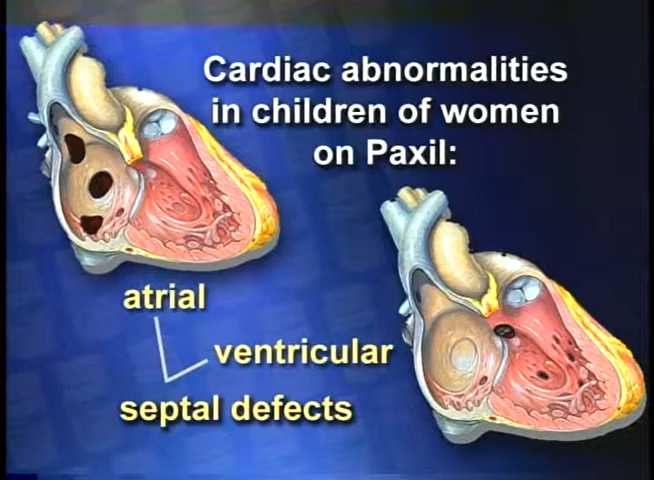 Cardiac abnormalities
in children of women
on Paxil:
atrial
ventricular
septal defects